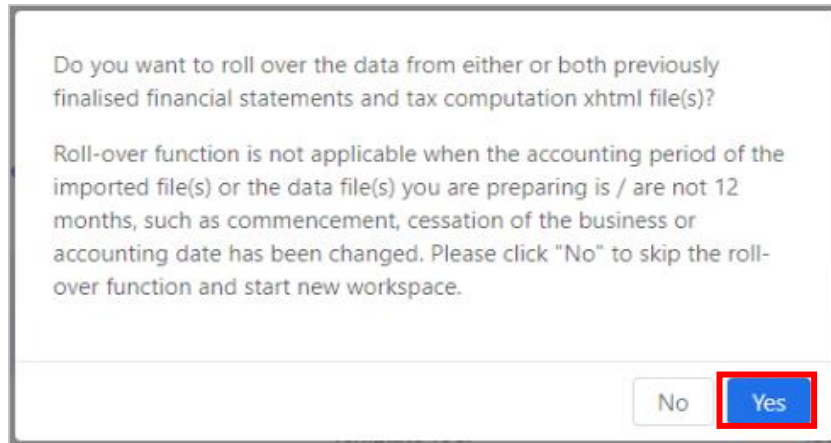 Do you want to roll over the data from either or both previously
finalised financial statements and tax computation xhtml file(s)?
Roll-over function is not applicable when the accounting period of the
imported file(s) or the data file(s) you are preparing is / are not 12
months, such as commencement, cessation of the business or
accounting date has been changed. Please click "No" to skip the roll-
over function and start new workspace.
No Yes